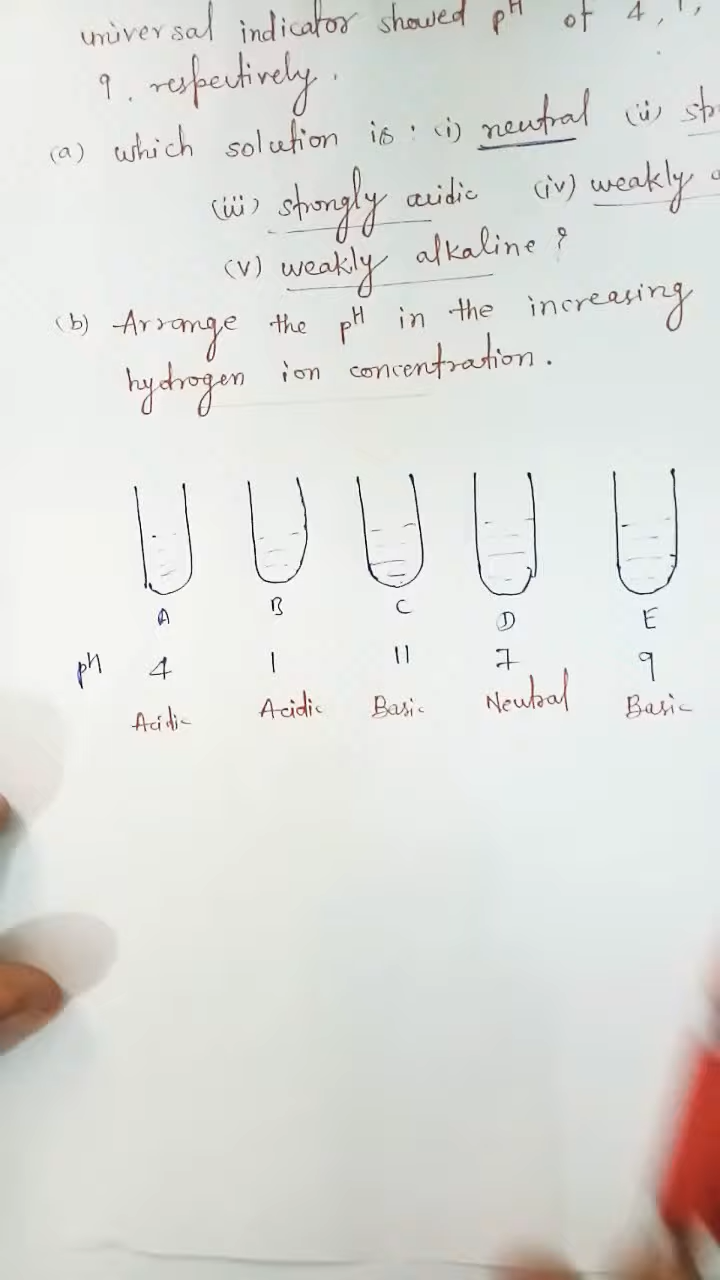 universal indicator showed pH of 4, 1,
9. respectively.
(a) which solution is : (i) neutral (ii)
(iii) strongly acidic (iv) weakly
(v) weakly alkaline ?
(b) Arrange the pH in the increasing
hydrogen ion concentration.
A B C D E
pH 4 1 11 7 9
Acidic Acidic Basic Neutral Basic